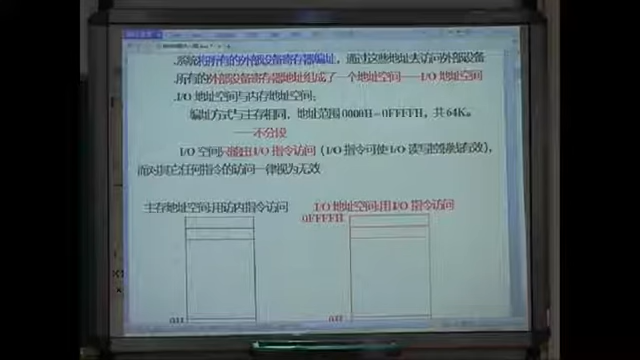 .系统将所有的外部设备寄存器编址，通过这些地址去访问外部设备
.所有的外部设备寄存器地址组成了一个地址空间——I/O 地址空间
.I/O 地址空间与内存地址空间：
编址方式与主存相同，地址范围0000H－0FFFFH，共64K。
——不分段
I/O 空间只能由I/O 指令访问（I/O 指令可使I/O 读写控制线有效），
而对其它任何指令的访问一律视为无效
主存地址空间:用访内指令访问
I/O 地址空间:用I/O 指令访问
0FFFFH
0H
0H